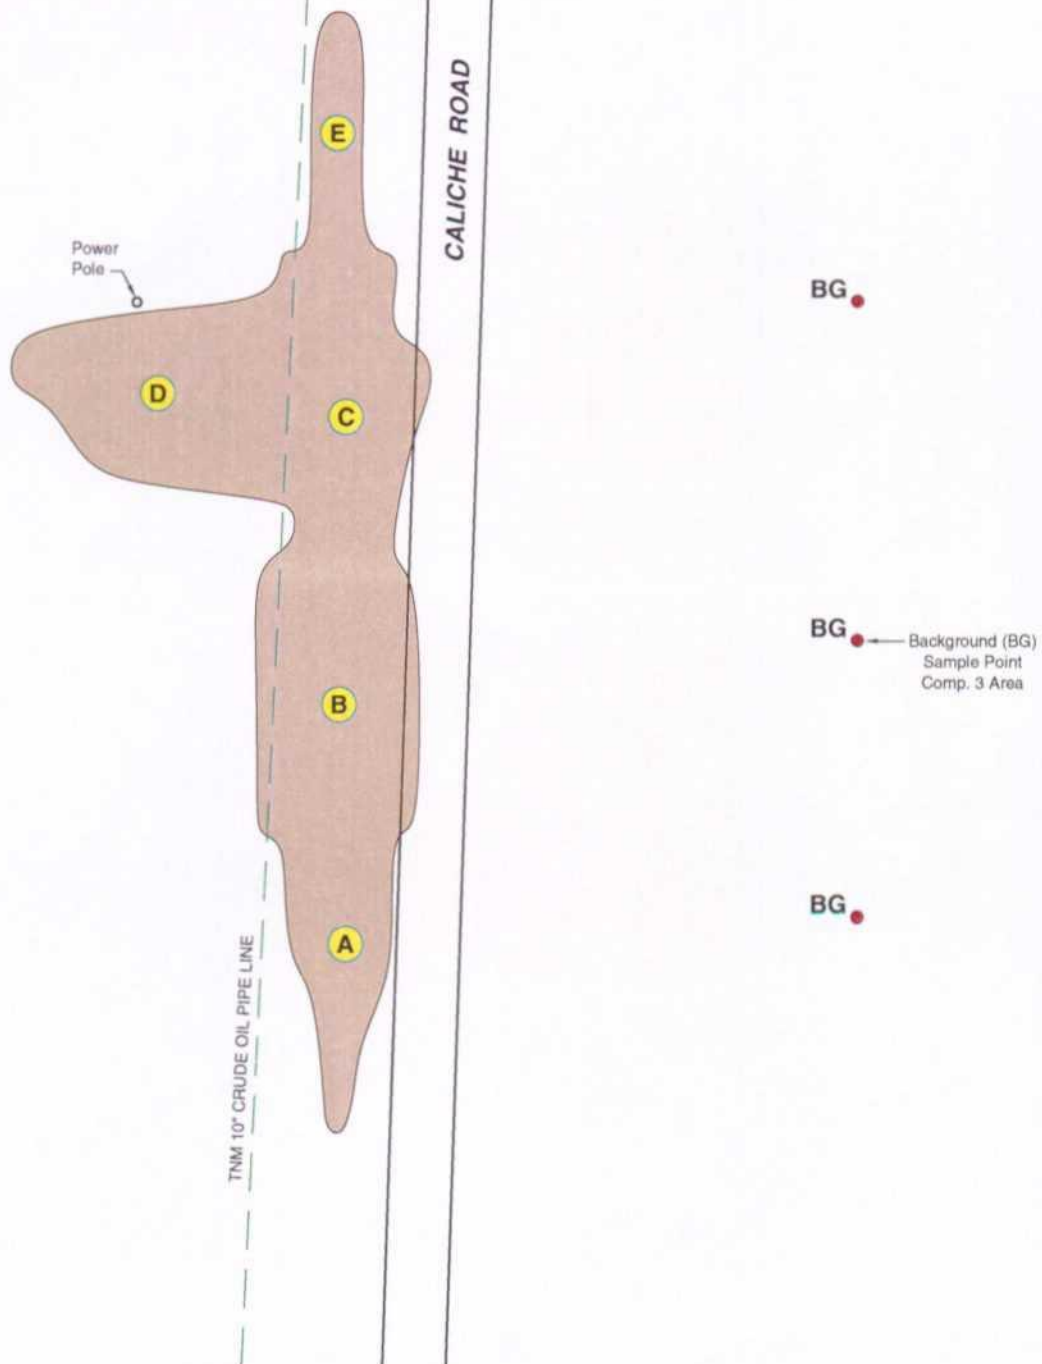 E
CALICHE ROAD
Power
Pole
BG
D
C
BG
Background (BG)
Sample Point
Comp. 3 Area
B
BG
A
TNM 10" CRUDE OIL PIPE LINE